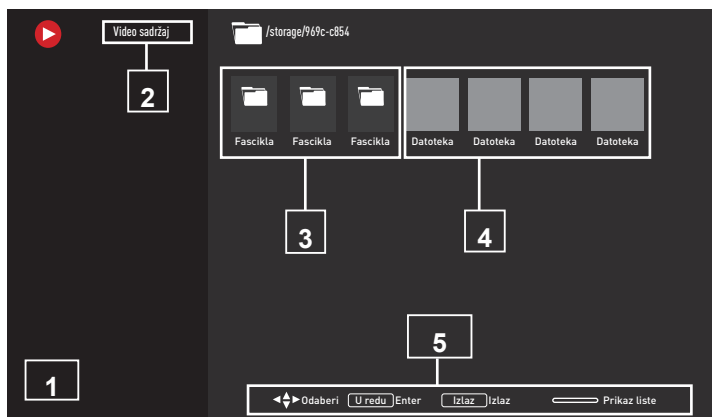 Video sadržaj
/storage/969c-c854
2
Fascikla Fascikla Fascikla Datoteka Datoteka Datoteka Datoteka
3
4
5
1
Odaberi U redu Enter Izlaz Izlaz Prikaz liste